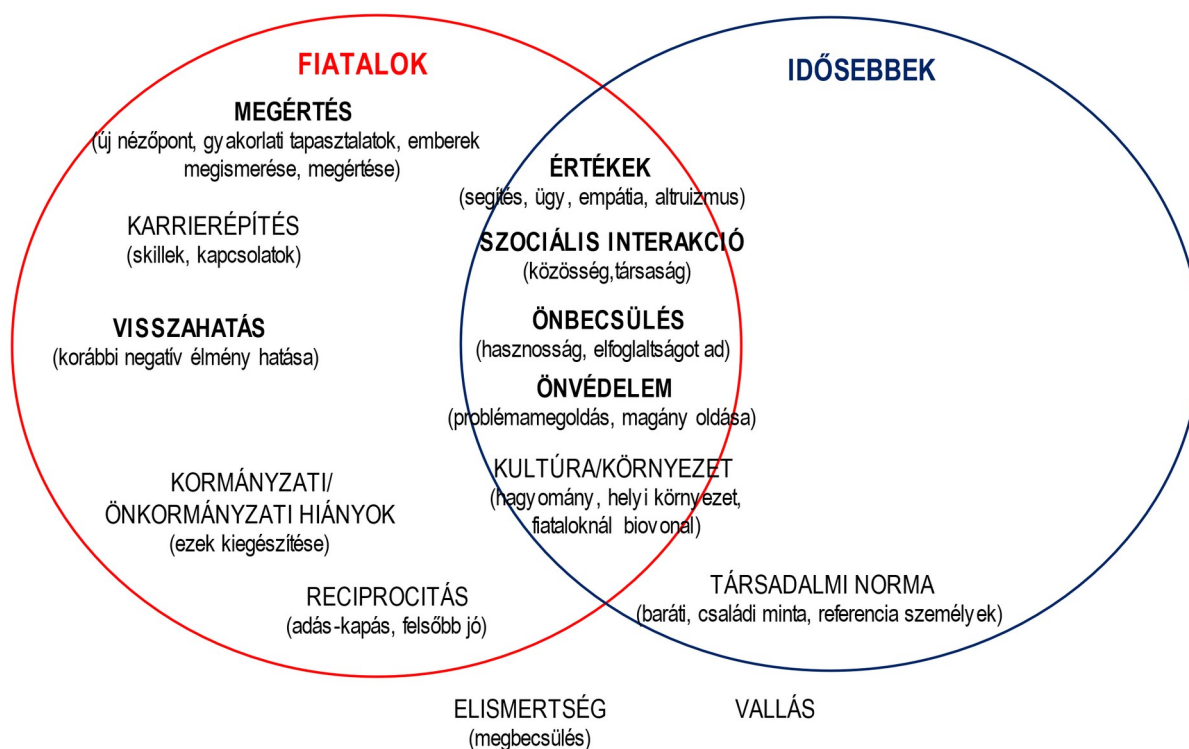 FIATALOK
MEGÉRTÉS
(új nézőpont, gyakorlati tapasztalatok, emberek
megismerése, megértése)
KARRIERÉPÍTÉS
(skillek, kapcsolatok)
VISSZAHATÁS
(korábbi negatív élmény hatása)
KORMÁNYZATI/
ÖNKORMÁNYZATI HIÁNYOK
(ezek kiegészítése)
RECIPROCITÁS
(adás-kapás, felsőbb jó)
ÉRTÉKEK
(segítés, ügy, empátia, altruizmus)
SZOCIÁLIS INTERAKCIÓ
(közösség,társaság)
ÖNBECSÜLÉS
(hasznosság, elfoglaltságot ad)
ÖNVÉDELEM
(problémamegoldás, magány oldása)
KULTÚRA/KÖRNYEZET
(hagyomány, helyi környezet,
fiataloknál biovonal)
IDŐSEBBEK
TÁRSADALMI NORMA
(baráti, családi minta, referencia személyek)
ELISMERTSÉG
(megbecsülés)
VALLÁS